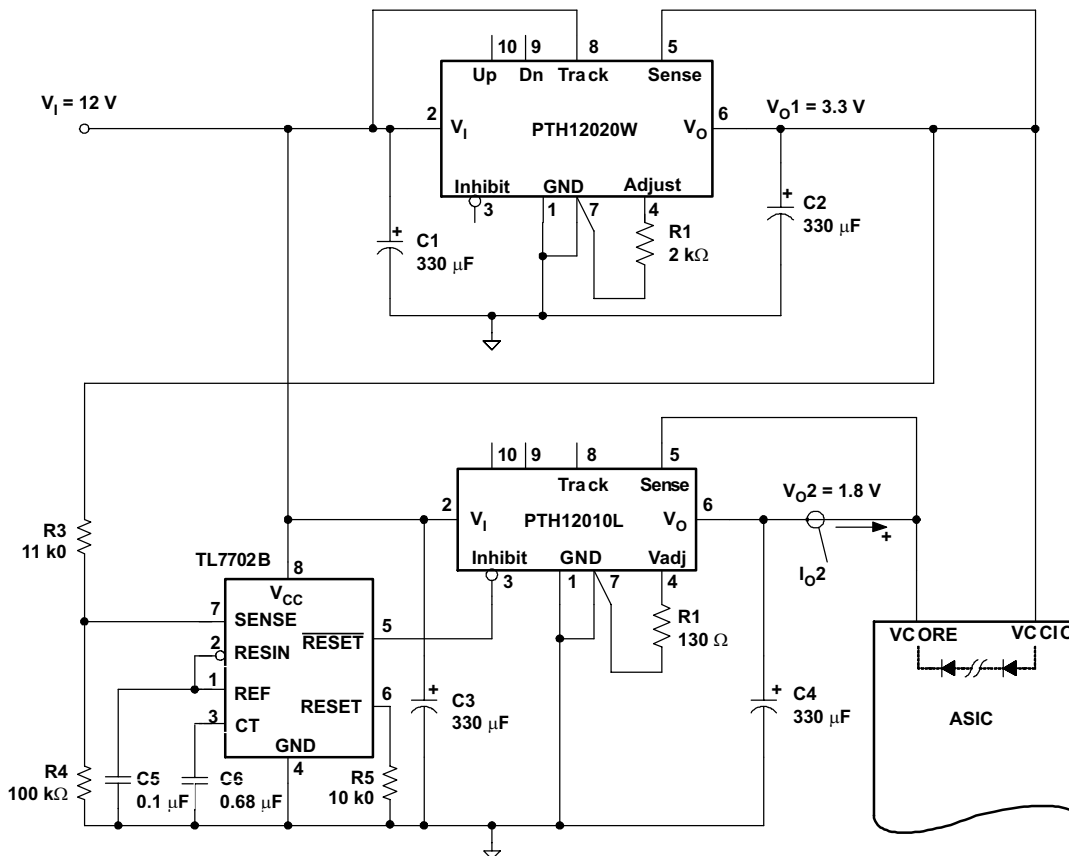 10 9 8 5
Up Dn Track Sense
V_I = 12 V
2 V_I PTH12020W V_O 6
V_O1 = 3.3 V
Inhibit GND Adjust
3 1 7 4
+ C1
330 μF
R1
2 kΩ
+ C2
330 μF
10 9 8 5
Track Sense
2 V_I PTH12010L V_O 6
V_O2 = 1.8 V
+
I_O2
Inhibit GND Vadj
3 1 7 4
R1
130 Ω
R3
11 k0
TL7702B
8
V_CC
7 SENSE
2 RESIN
1 REF
3 CT
RESET 5
RESET 6
GND
4
+ C3
330 μF
+ C4
330 μF
R4
100 kΩ
C5
0.1 μF
C6
0.68 μF
R5
10 k0
VCORE VCCIO
ASIC